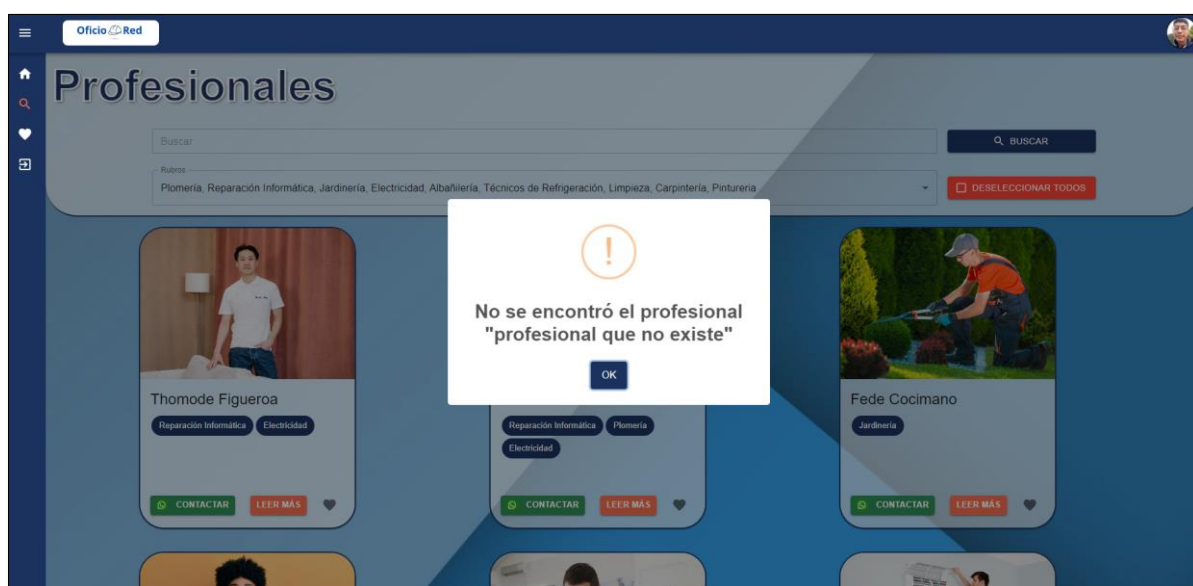 Oficio Red
Profesionales
Buscar
BUSCAR
Rubros
Plomería, Reparación Informática, Jardinería, Electricidad, Albañilería, Técnicos de Refrigeración, Limpieza, Carpintería, Pintureria
DESELECCIONAR TODOS
No se encontró el profesional
"profesional que no existe"
OK
Thomode Figueroa
Reparación Informática Electricidad
CONTACTAR LEER MÁS
Reparación Informática Plomería
Electricidad
CONTACTAR LEER MÁS
Fede Cocimano
Jardinería
CONTACTAR LEER MÁS